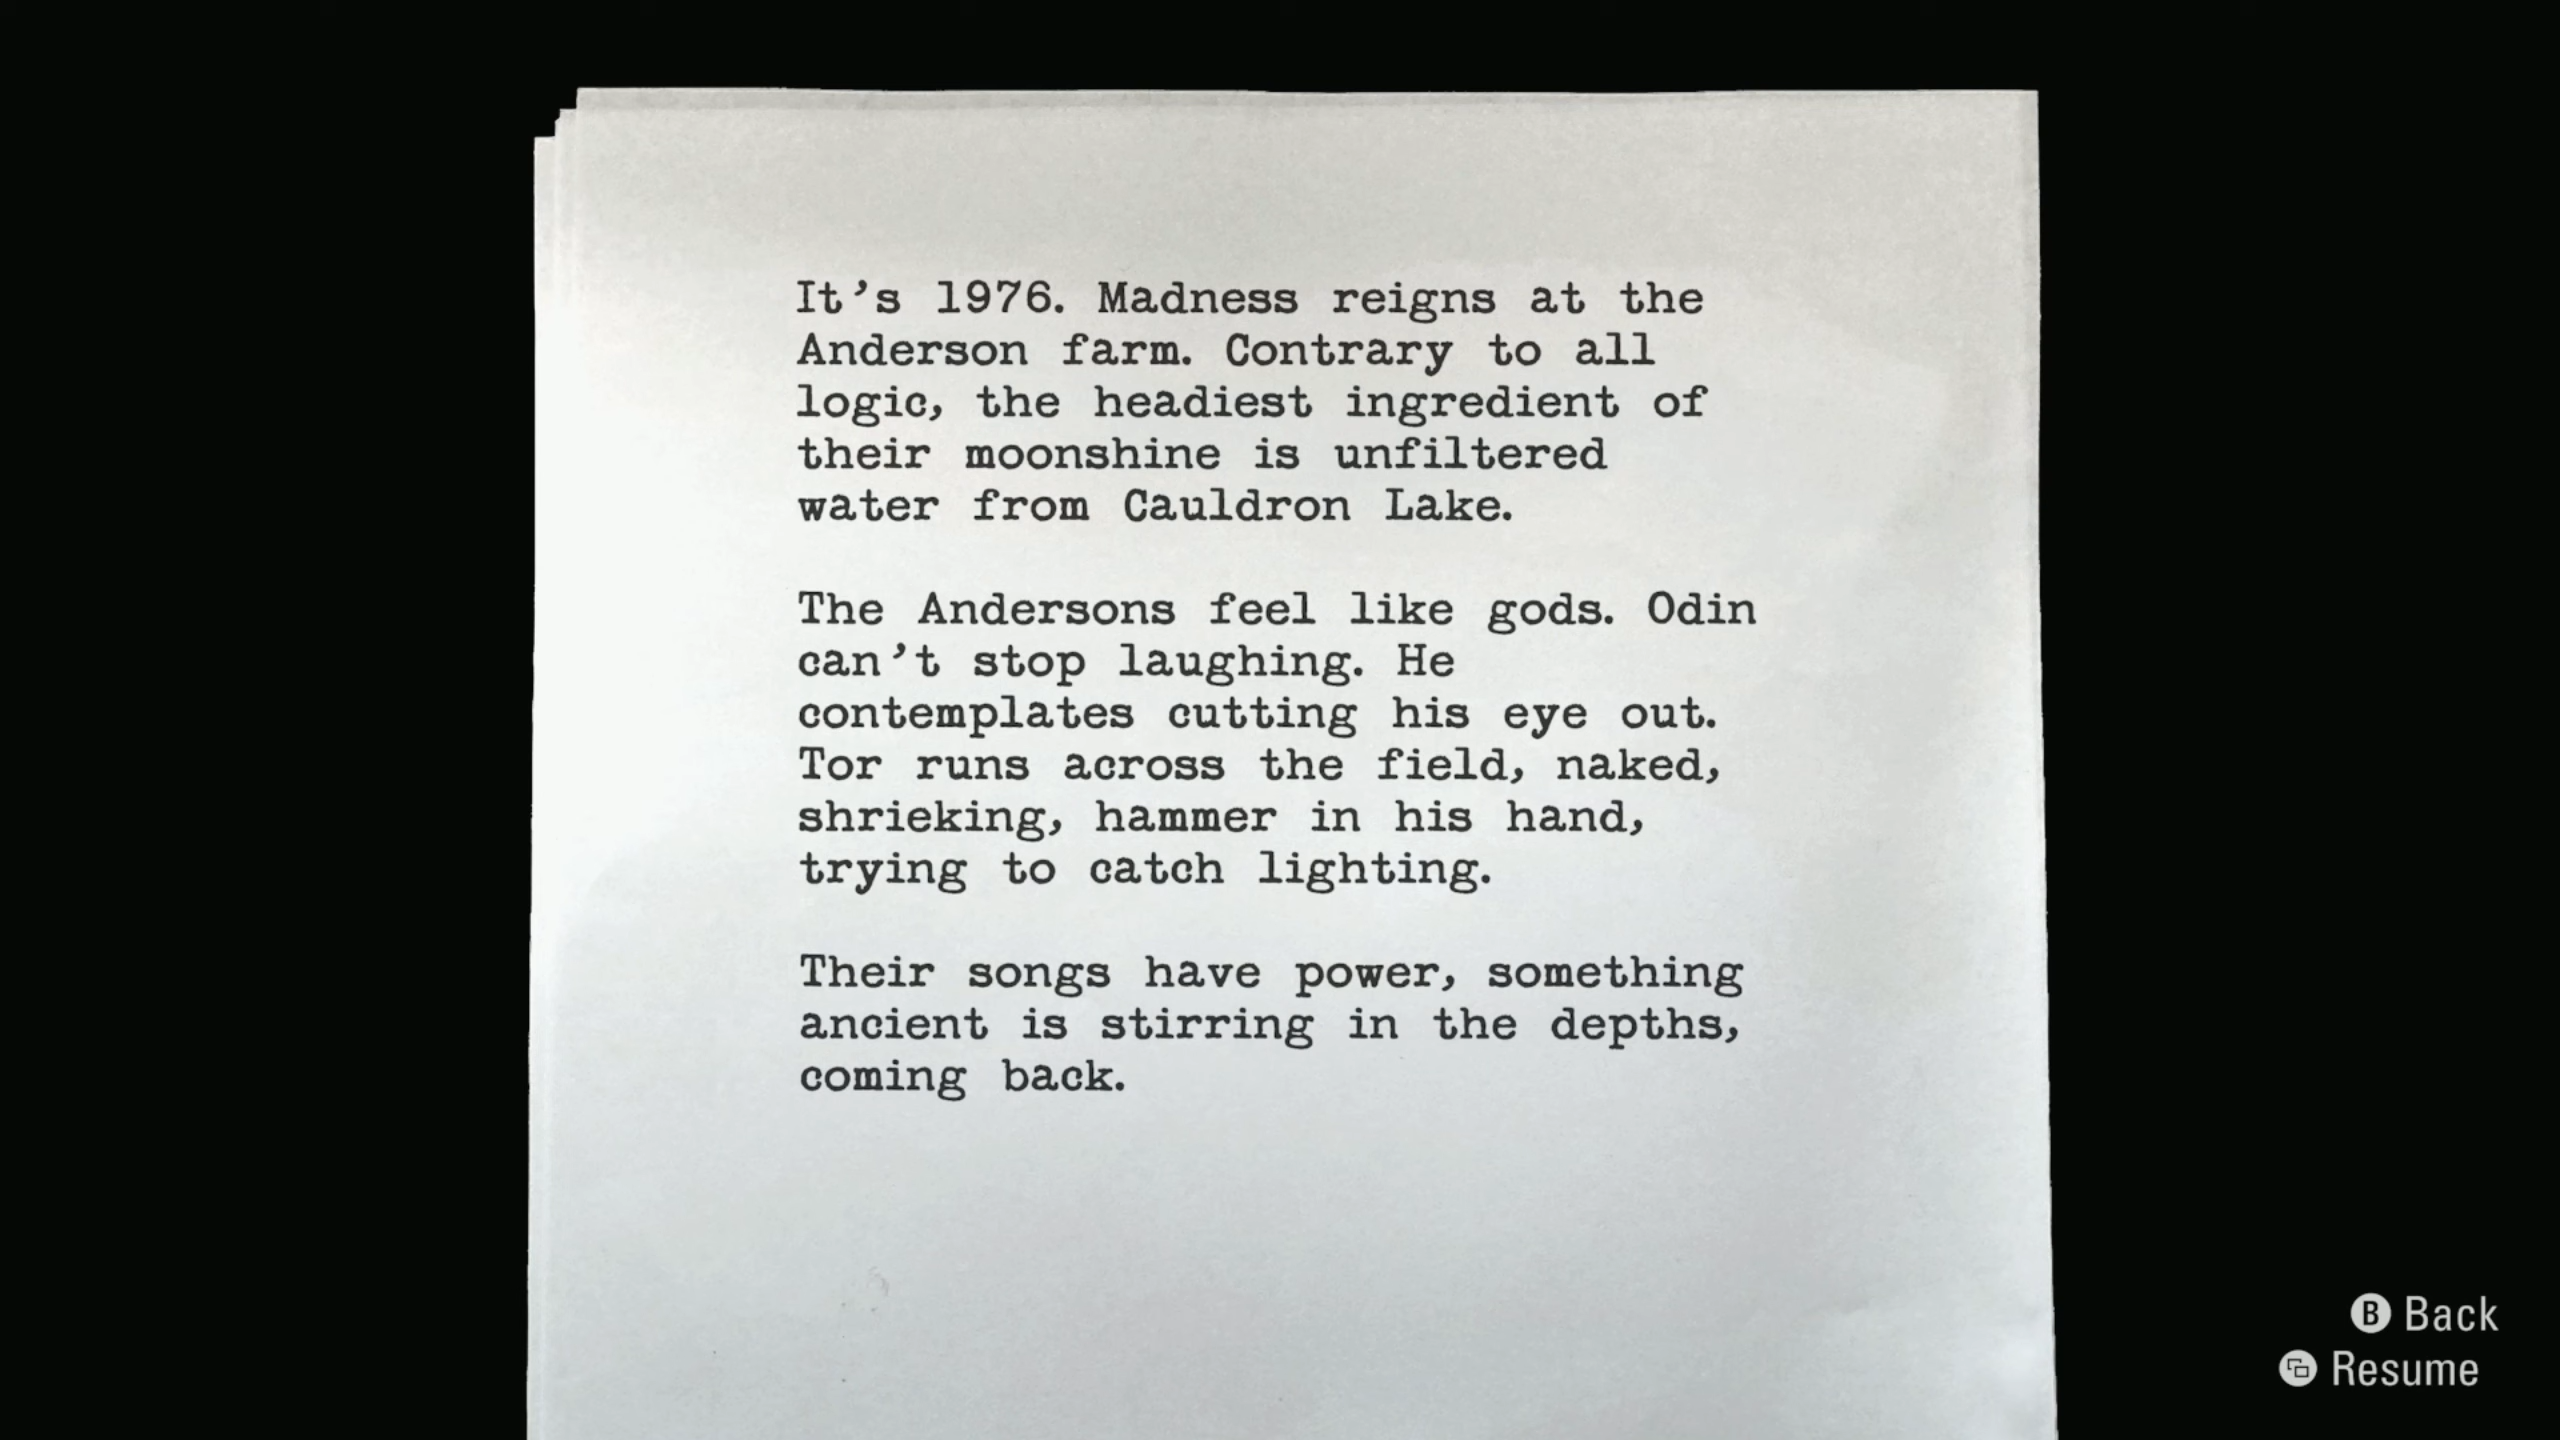 It’s 1976. Madness reigns at the
Anderson farm. Contrary to all
logic, the headiest ingredient of
their moonshine is unfiltered
water from Cauldron Lake.
The Andersons feel like gods. Odin
can’t stop laughing. He
contemplates cutting his eye out.
Tor runs across the field, naked,
shrieking, hammer in his hand,
trying to catch lighting.
Their songs have power, something
ancient is stirring in the depths,
coming back.
B Back
Resume